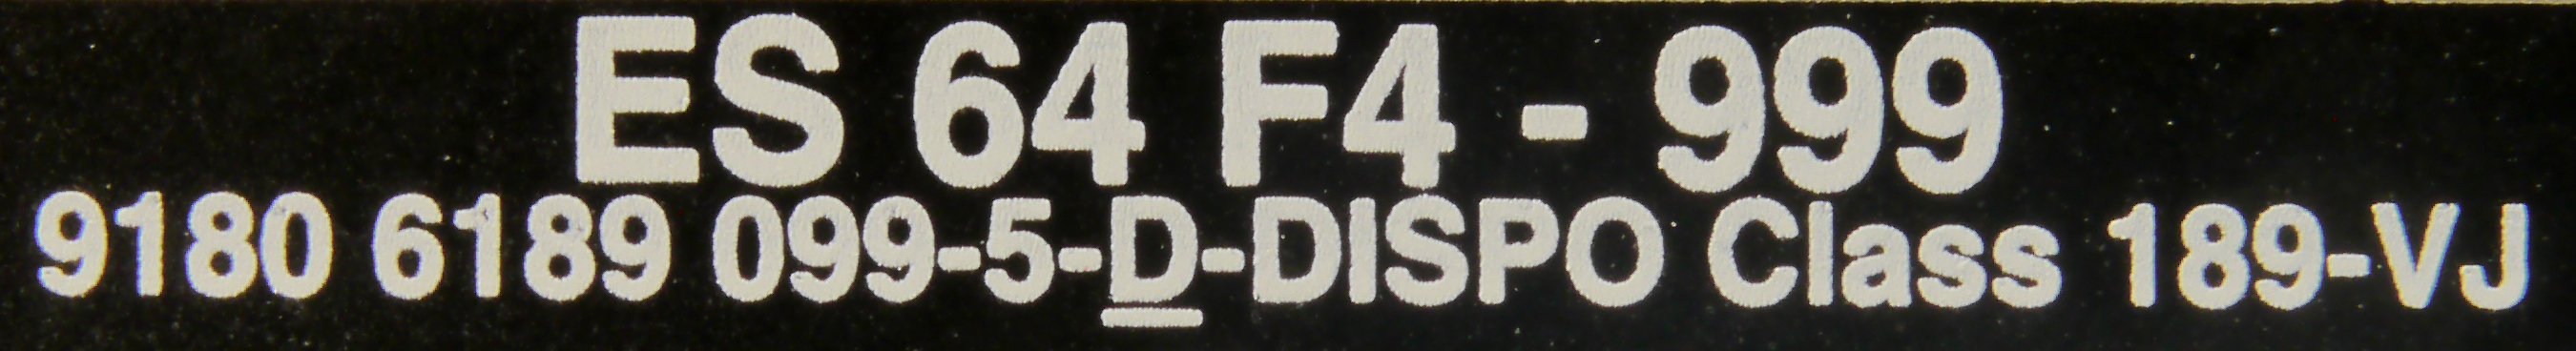 ES 64 F4 - 999
9180 6189 099-5-D-DISPO Class 189-VJ